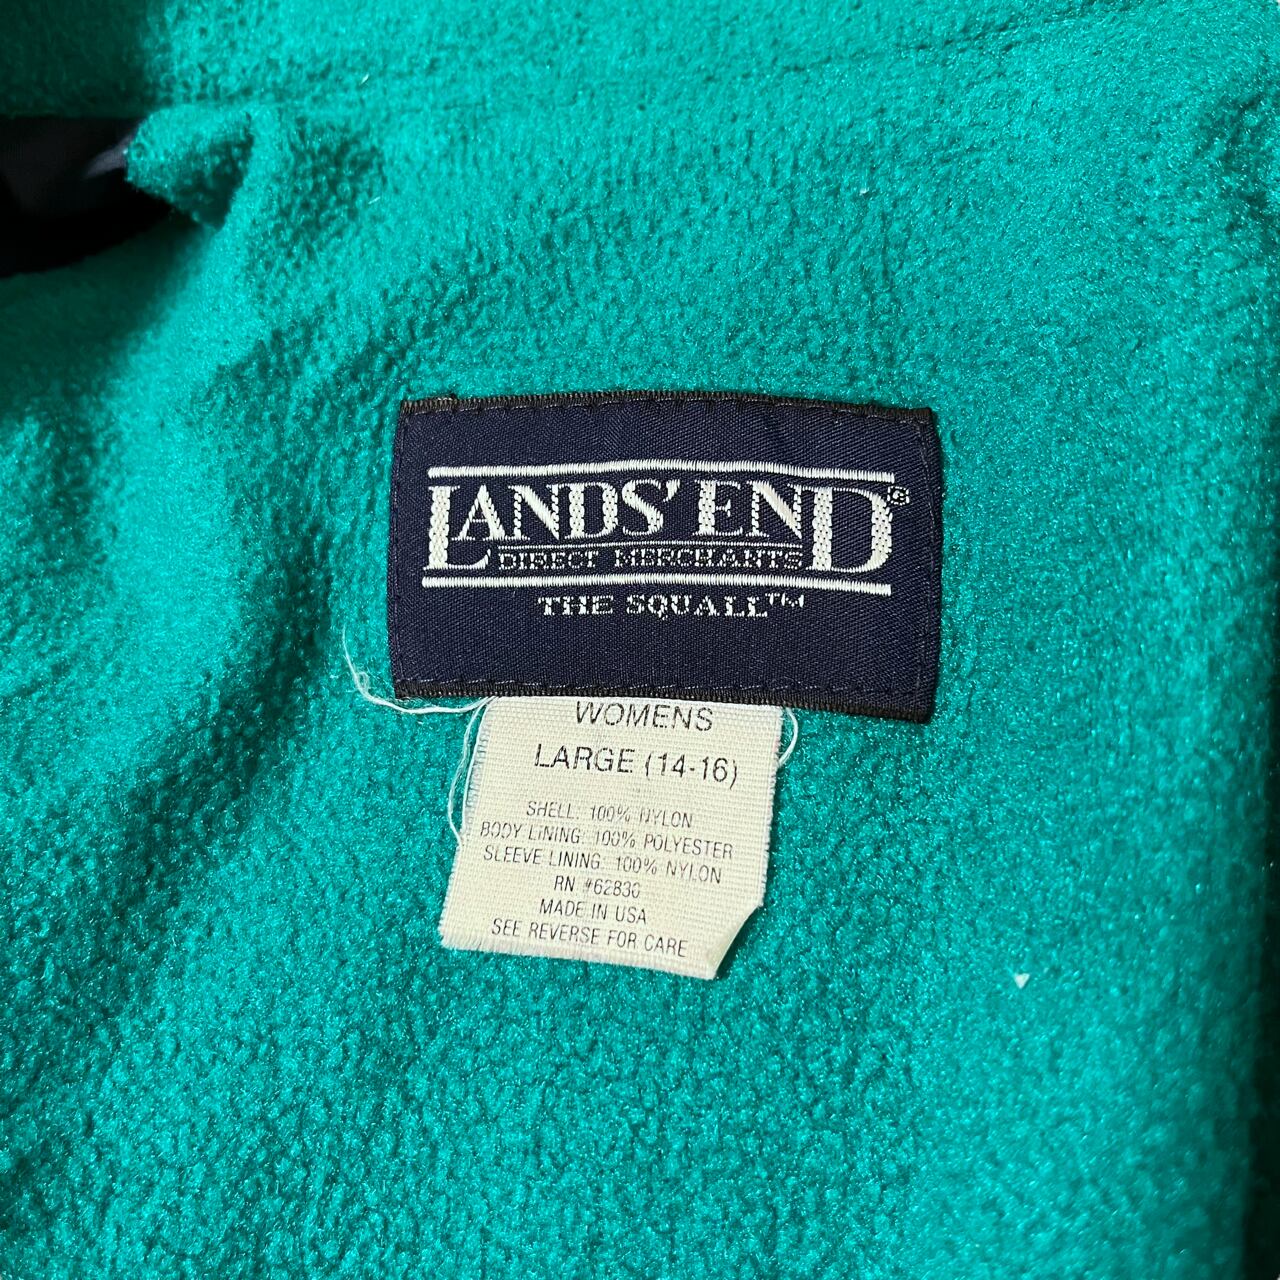 LANDS' END®
DIRECT MERCHANTS
THE SQUALL™
WOMENS
LARGE (14-16)
SHELL: 100% NYLON
BODY LINING: 100% POLYESTER
SLEEVE LINING: 100% NYLON
RN #62830
MADE IN USA
SEE REVERSE FOR CARE